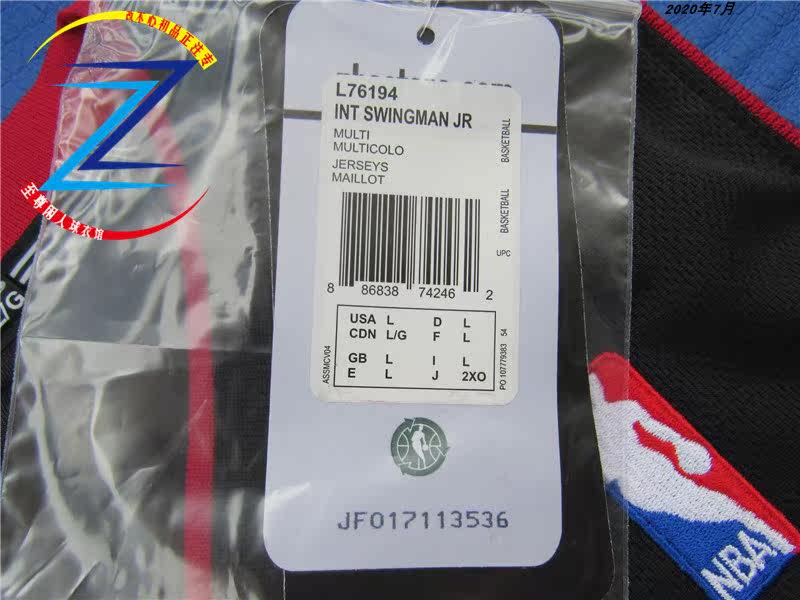 2020年7月
L76194
INT SWINGMAN JR
MULTI
MULTICOLO
JERSEYS
MAILLOT
BASKETBALL
BASKETBALL
UPC
8 86838 74246 2
USA L D L
CDN L/G F L
GB L I L
E L J 2XO
ASSMCV04
PO 107779383 54
JF017113536
NBA